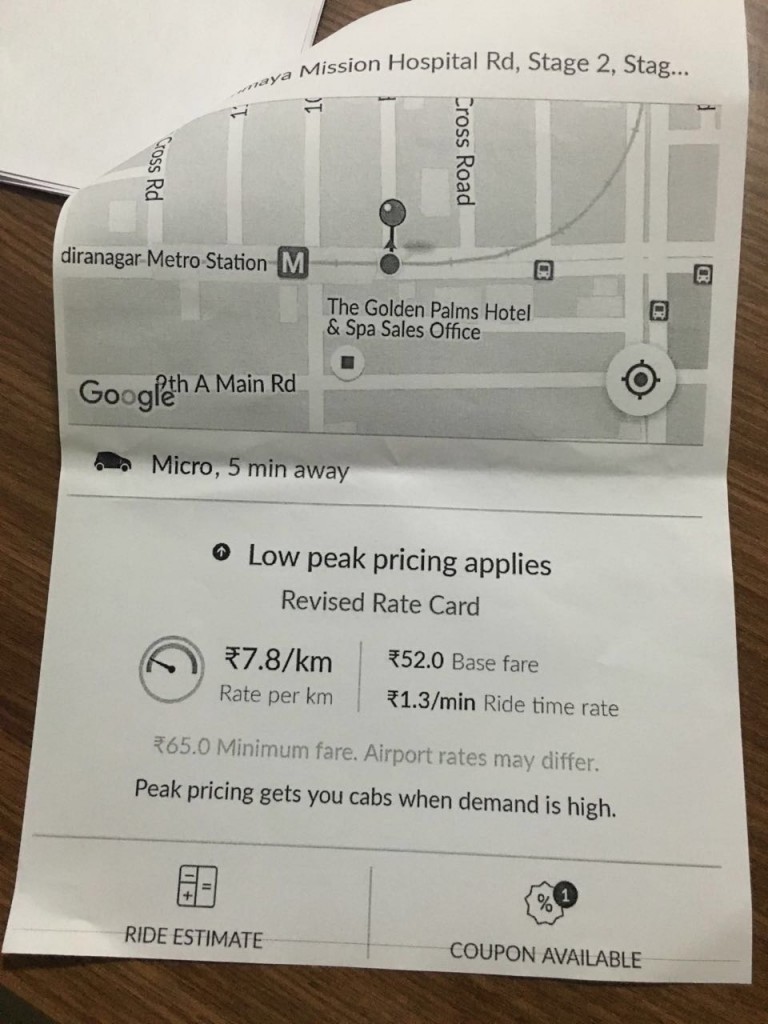 Mission Hospital Rd, Stage 2, Stag...
Cross Road
diranagar Metro Station M
The Golden Palms Hotel
& Spa Sales Office
9th A Main Rd
Google
Micro, 5 min away
Low peak pricing applies
Revised Rate Card
₹7.8/km
Rate per km
₹52.0 Base fare
₹1.3/min Ride time rate
₹65.0 Minimum fare. Airport rates may differ.
Peak pricing gets you cabs when demand is high.
RIDE ESTIMATE
% 1
COUPON AVAILABLE